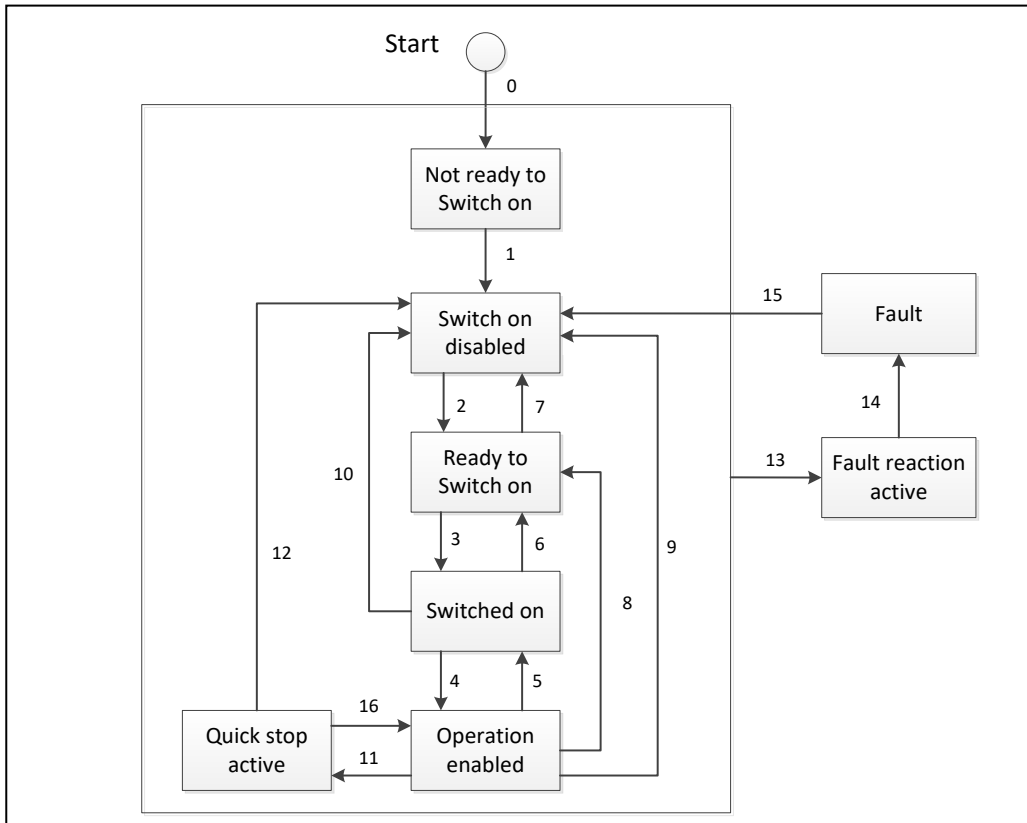 Start
0
Not ready to
Switch on
1
15
Fault
Switch on
disabled
2
7
14
Ready to
Switch on
10
13
Fault reaction
active
3
6
9
12
Switched on
8
4
5
16
Quick stop
active
11
Operation
enabled